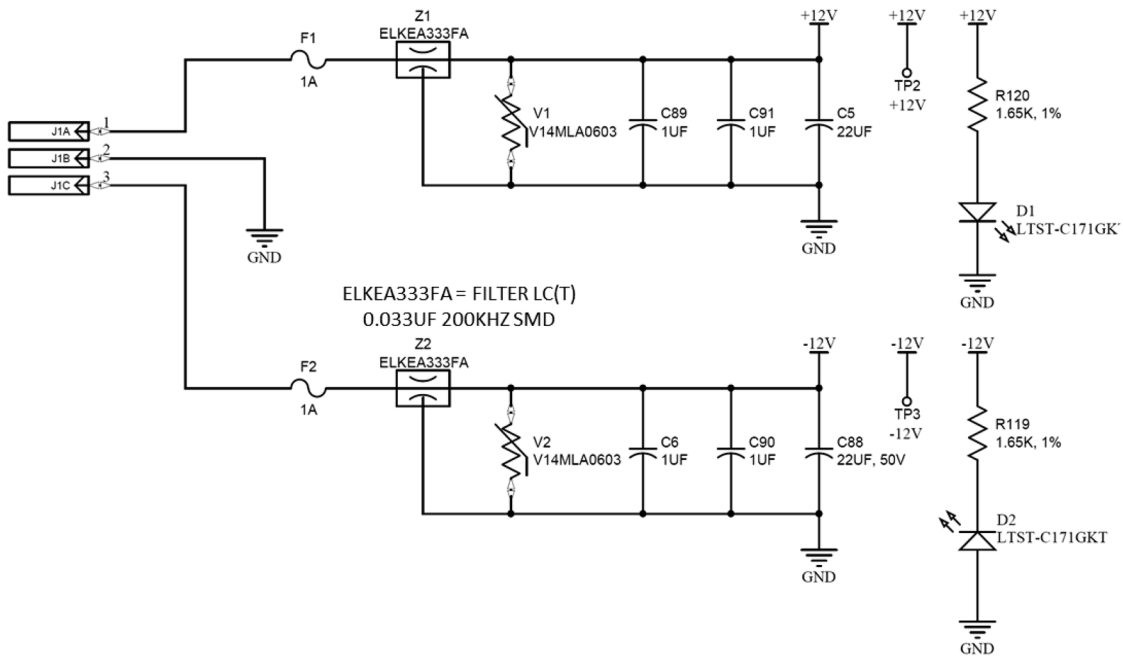 Z1
ELKEA333FA
F1
1A
+12V
+12V
+12V
TP2
+12V
R120
1.65K, 1%
V1
V14MLA0603
C89
1UF
C91
1UF
C5
22UF
J1A
1
J1B
2
J1C
3
GND
GND
D1
LTST-C171GK
GND
ELKEA333FA = FILTER LC(T)
0.033UF 200KHZ SMD
Z2
ELKEA333FA
F2
1A
-12V
-12V
-12V
TP3
-12V
R119
1.65K, 1%
V2
V14MLA0603
C6
1UF
C90
1UF
C88
22UF, 50V
D2
LTST-C171GKT
GND
GND